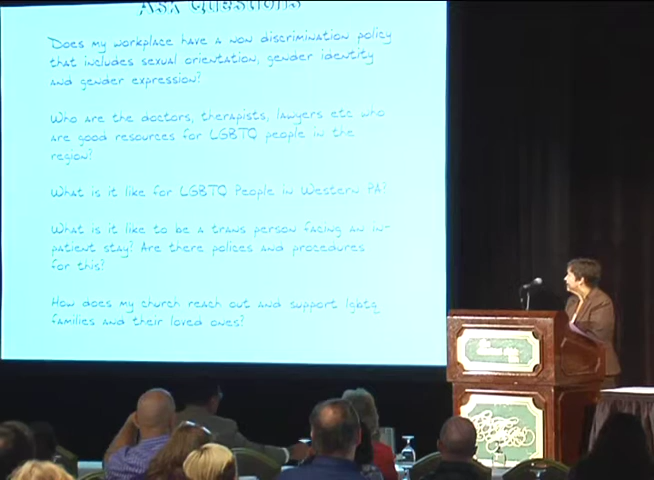 Ask Questions
Does my workplace have a non discrimination policy
that includes sexual orientation, gender identity
and gender expression?
Who are the doctors, therapists, lawyers etc who
are good resources for LGBTQ people in the
region?
What is it like for LGBTQ People in Western PA?
What is it like to be a trans person facing an in-
patient stay? Are there polices and procedures
for this?
How does my church reach out and support lgbtq
families and their loved ones?